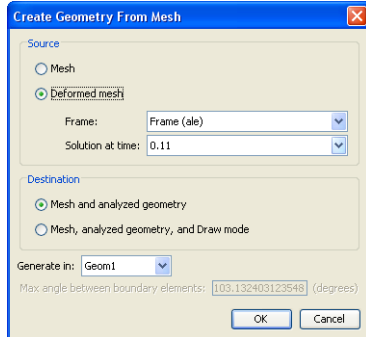 Create Geometry From Mesh
Source
Mesh
Deformed mesh
Frame: Frame (ale)
Solution at time: 0.11
Destination
Mesh and analyzed geometry
Mesh, analyzed geometry, and Draw mode
Generate in: Geom1
Max angle between boundary elements: 103.132403123548 (degrees)
OK Cancel